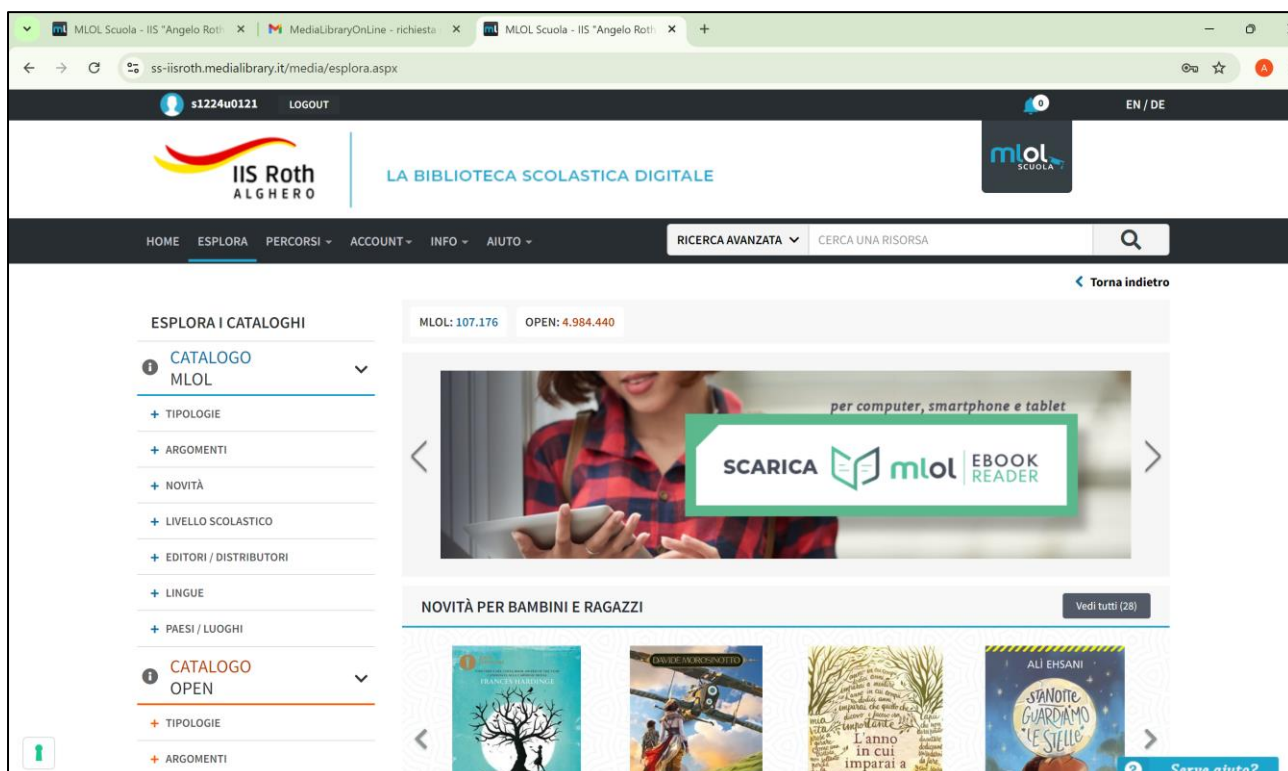 MLOL Scuola - IIS "Angelo Roth
MediaLibraryOnLine - richiesta
MLOL Scuola - IIS "Angelo Roth
ss-iisroth.medialibrary.it/media/esplora.aspx
A
s1224u0121 LOGOUT
0
EN / DE
IIS Roth
ALGHERO
LA BIBLIOTECA SCOLASTICA DIGITALE
mlol
SCUOLA
HOME ESPLORA PERCORSI ACCOUNT INFO AIUTO
RICERCA AVANZATA CERCA UNA RISORSA
Torna indietro
ESPLORA I CATALOGHI
MLOL: 107.176 OPEN: 4.984.440
CATALOGO
MLOL
+ TIPOLOGIE
+ ARGOMENTI
+ NOVITÀ
+ LIVELLO SCOLASTICO
+ EDITORI / DISTRIBUTORI
+ LINGUE
+ PAESI / LUOGHI
CATALOGO
OPEN
+ TIPOLOGIE
+ ARGOMENTI
per computer, smartphone e tablet
SCARICA mlol EBOOK
READER
NOVITÀ PER BAMBINI E RAGAZZI
Vedi tutti (28)
FRANCES HARDINGE
DAVIDE MOROSINOTTO
L'anno
in cui
imparai a
ALÌ EHSANI
STANOTTE
GUARDIAMO
LE STELLE
? Serve aiuto?